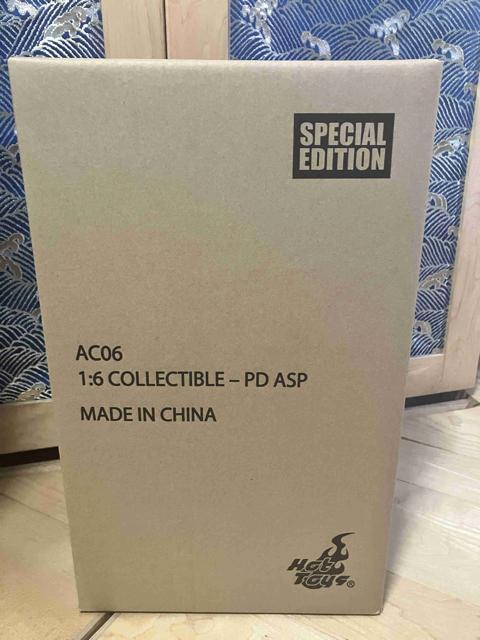 SPECIAL
EDITION
AC06
1:6 COLLECTIBLE – PD ASP
MADE IN CHINA
Hot
Toys®